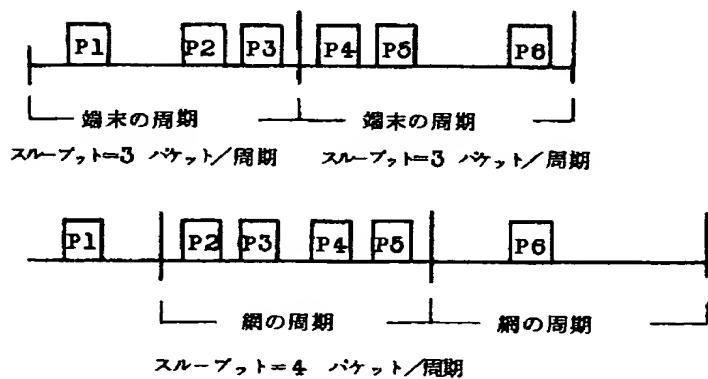 P1 P2 P3 P4 P5 P6
端末の周期 端末の周期
スループット=3 パケット/周期 スループット=3 パケット/周期
P1 P2 P3 P4 P5 P6
網の周期 網の周期
スループット=4 パケット/周期